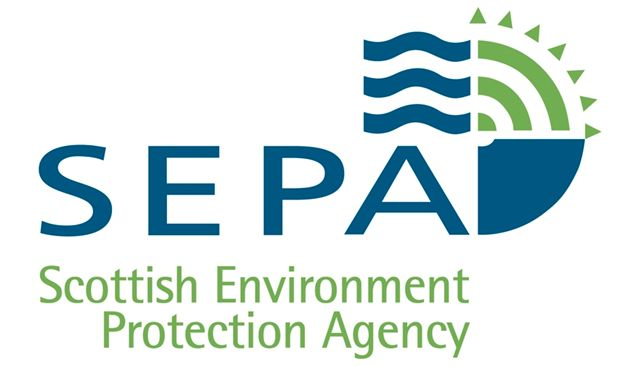 SEPA
Scottish Environment
Protection Agency